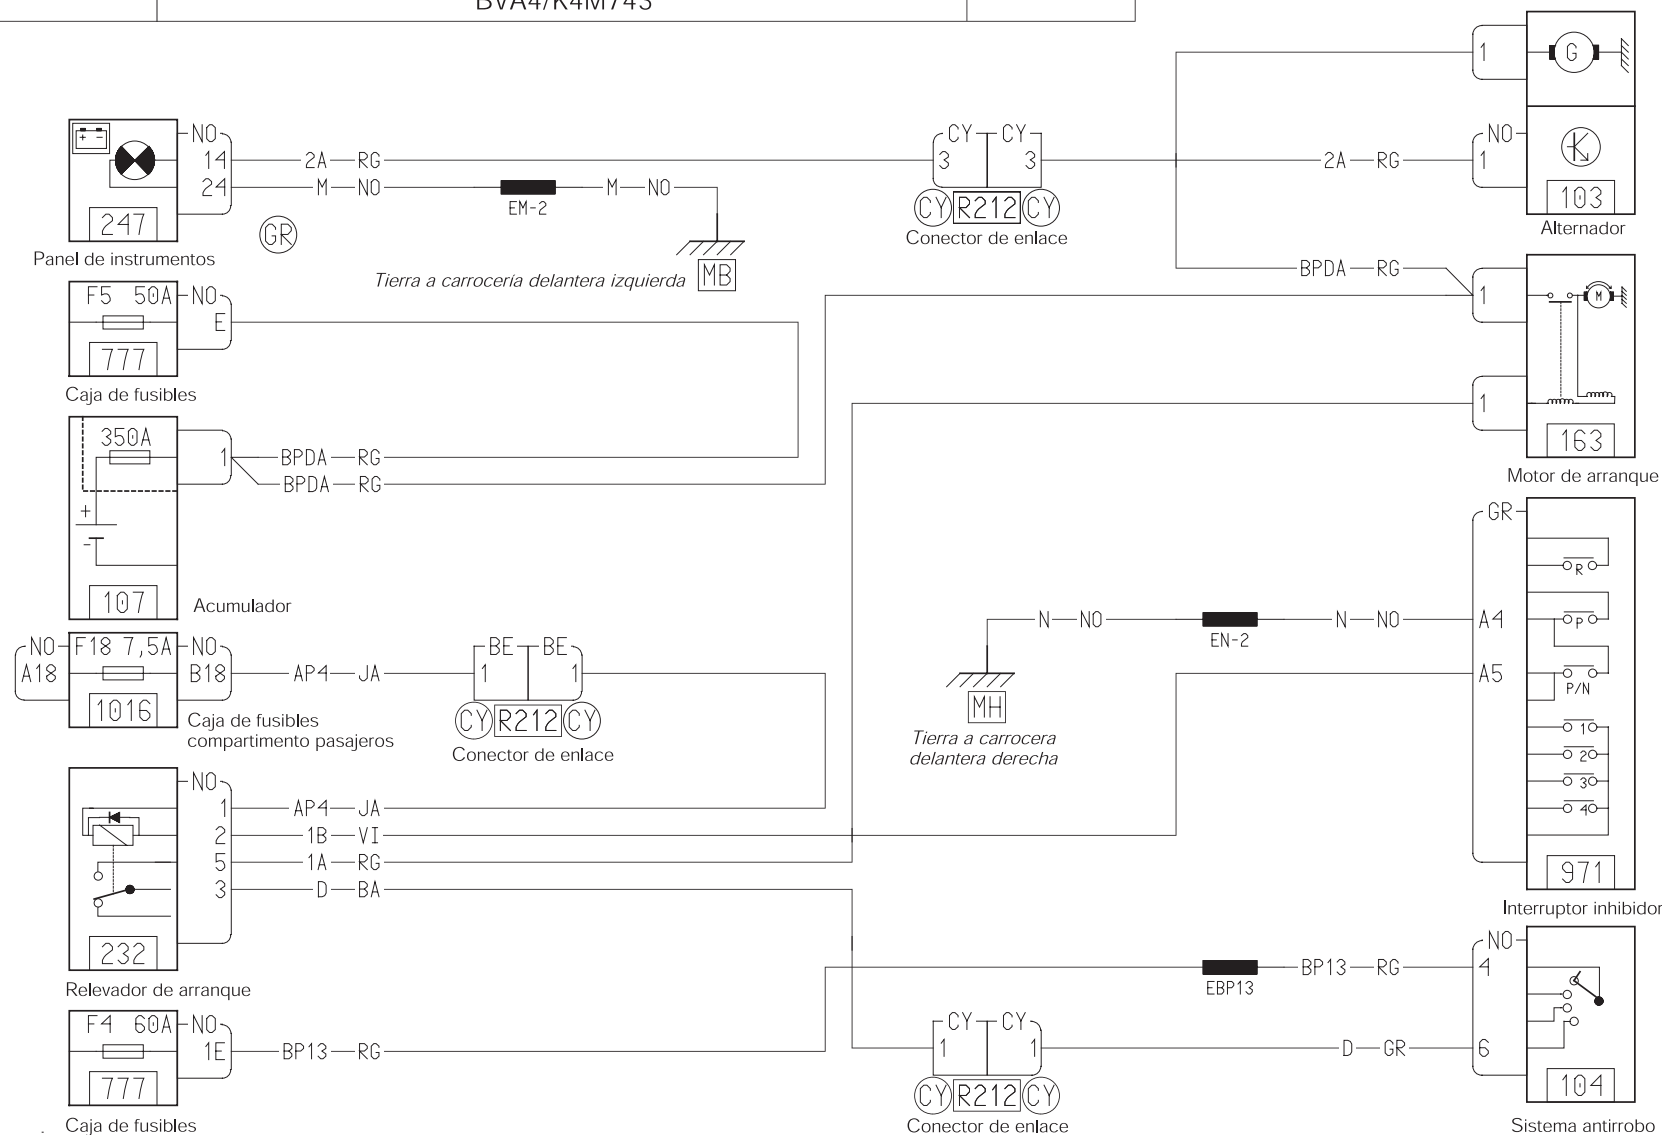 BVA4/K4M743
1
G
NO
14
24
2A RG
M NO
EM-2
M NO
247
GR
Panel de instrumentos
CY CY
3 3
CY R212 CY
Conector de enlace
2A RG
NO
1
103
Alternador
Tierra a carrocería delantera izquierda MB
BPDA RG
1
M
F5 50A NO
E
777
Caja de fusibles
1
163
Motor de arranque
350A
1
BPDA RG
BPDA RG
+
-
107
Acumulador
GR
R
A4
P
A5
P/N
1
2
3
4
971
Interruptor inhibidor
N NO
EN-2
N NO
MH
Tierra a carrocera
delantera derecha
NO F18 7,5A NO
A18 B18
1016
Caja de fusibles
compartimento pasajeros
AP4 JA
BE BE
1 1
CY R212 CY
Conector de enlace
NO
1 AP4 JA
2 1B VI
5 1A RG
3 D BA
232
Relevador de arranque
F4 60A NO
1E
777
Caja de fusibles
BP13 RG
EBP13
BP13 RG
CY CY
1 1
CY R212 CY
Conector de enlace
D GR
NO
4
6
104
Sistema antirrobo